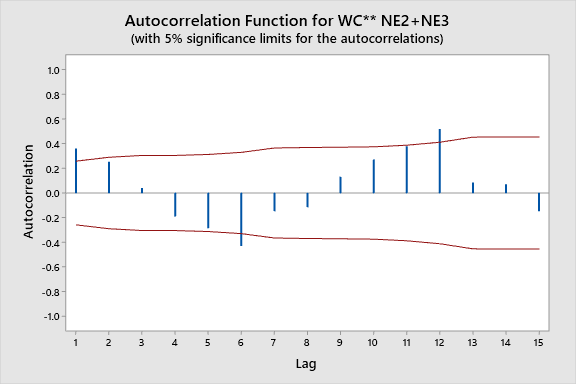 Autocorrelation Function for WC** NE2+NE3
(with 5% significance limits for the autocorrelations)
Autocorrelation
1.0
0.8
0.6
0.4
0.2
0.0
-0.2
-0.4
-0.6
-0.8
-1.0
1 2 3 4 5 6 7 8 9 10 11 12 13 14 15
Lag